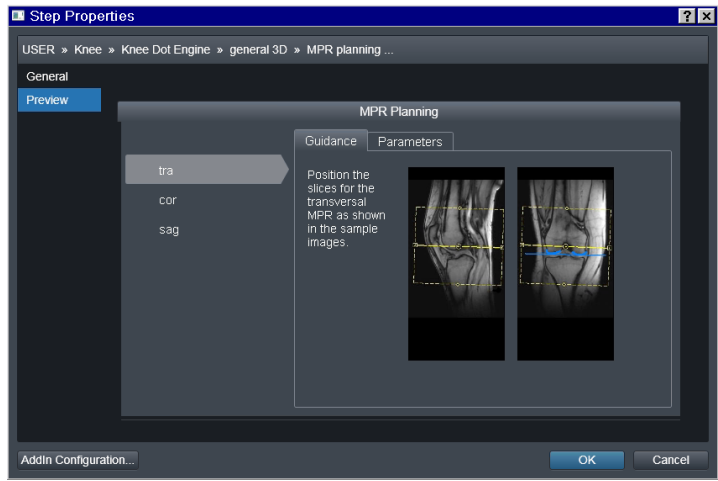 Step Properties
USER » Knee » Knee Dot Engine » general 3D » MPR planning ...
General
Preview
MPR Planning
Guidance Parameters
tra
cor
sag
Position the
slices for the
transversal
MPR as shown
in the sample
images.
AddIn Configuration...
OK Cancel